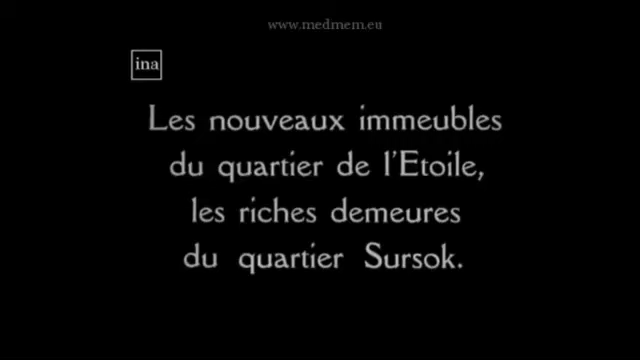 www.medmem.eu
ina
Les nouveaux immeubles
du quartier de l'Etoile,
les riches demeures
du quartier Sursok.